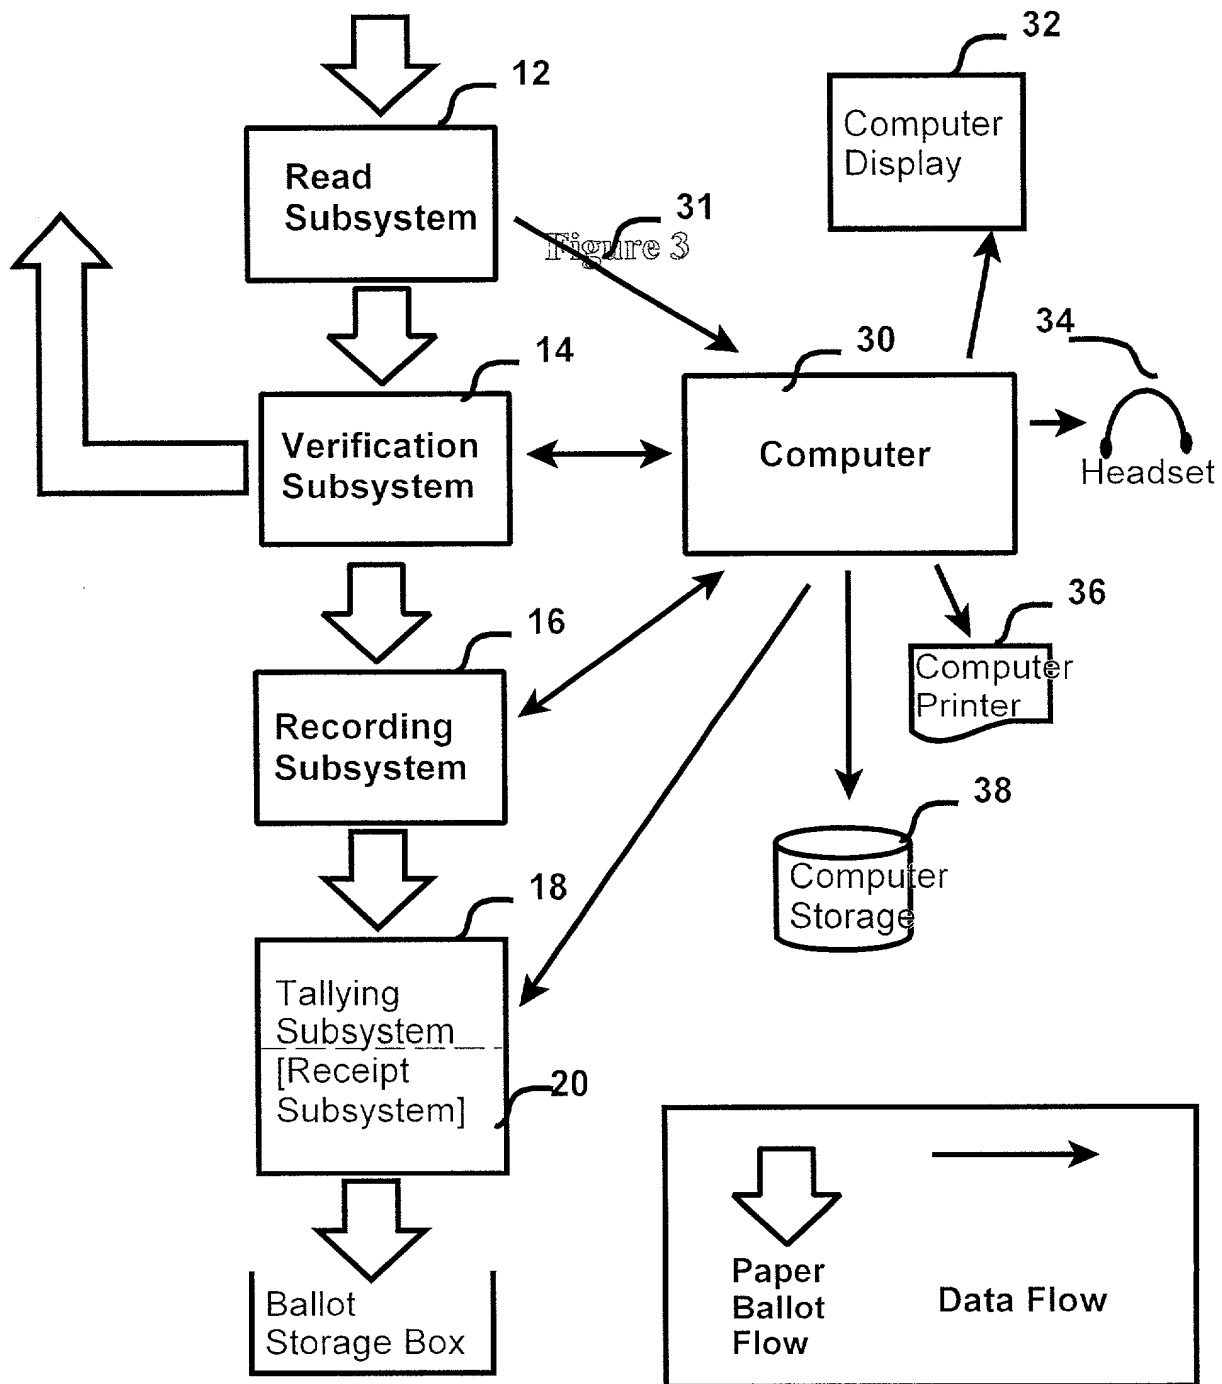 32
12
Computer
Display
Read
Subsystem
31
Figure 3
34
30
14
Headset
Verification
Subsystem
Computer
36
16
Computer
Printer
Recording
Subsystem
38
Computer
Storage
18
Tallying
Subsystem
[Receipt
Subsystem]
20
Paper
Ballot
Flow
Data Flow
Ballot
Storage Box